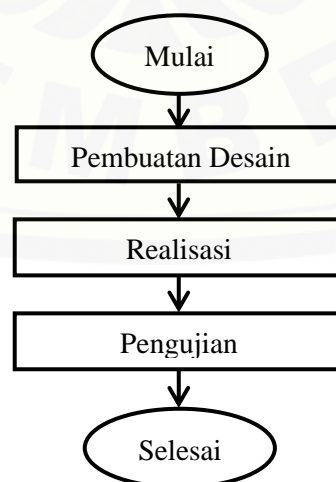 Mulai
Pembuatan Desain
Realisasi
Pengujian
Selesai